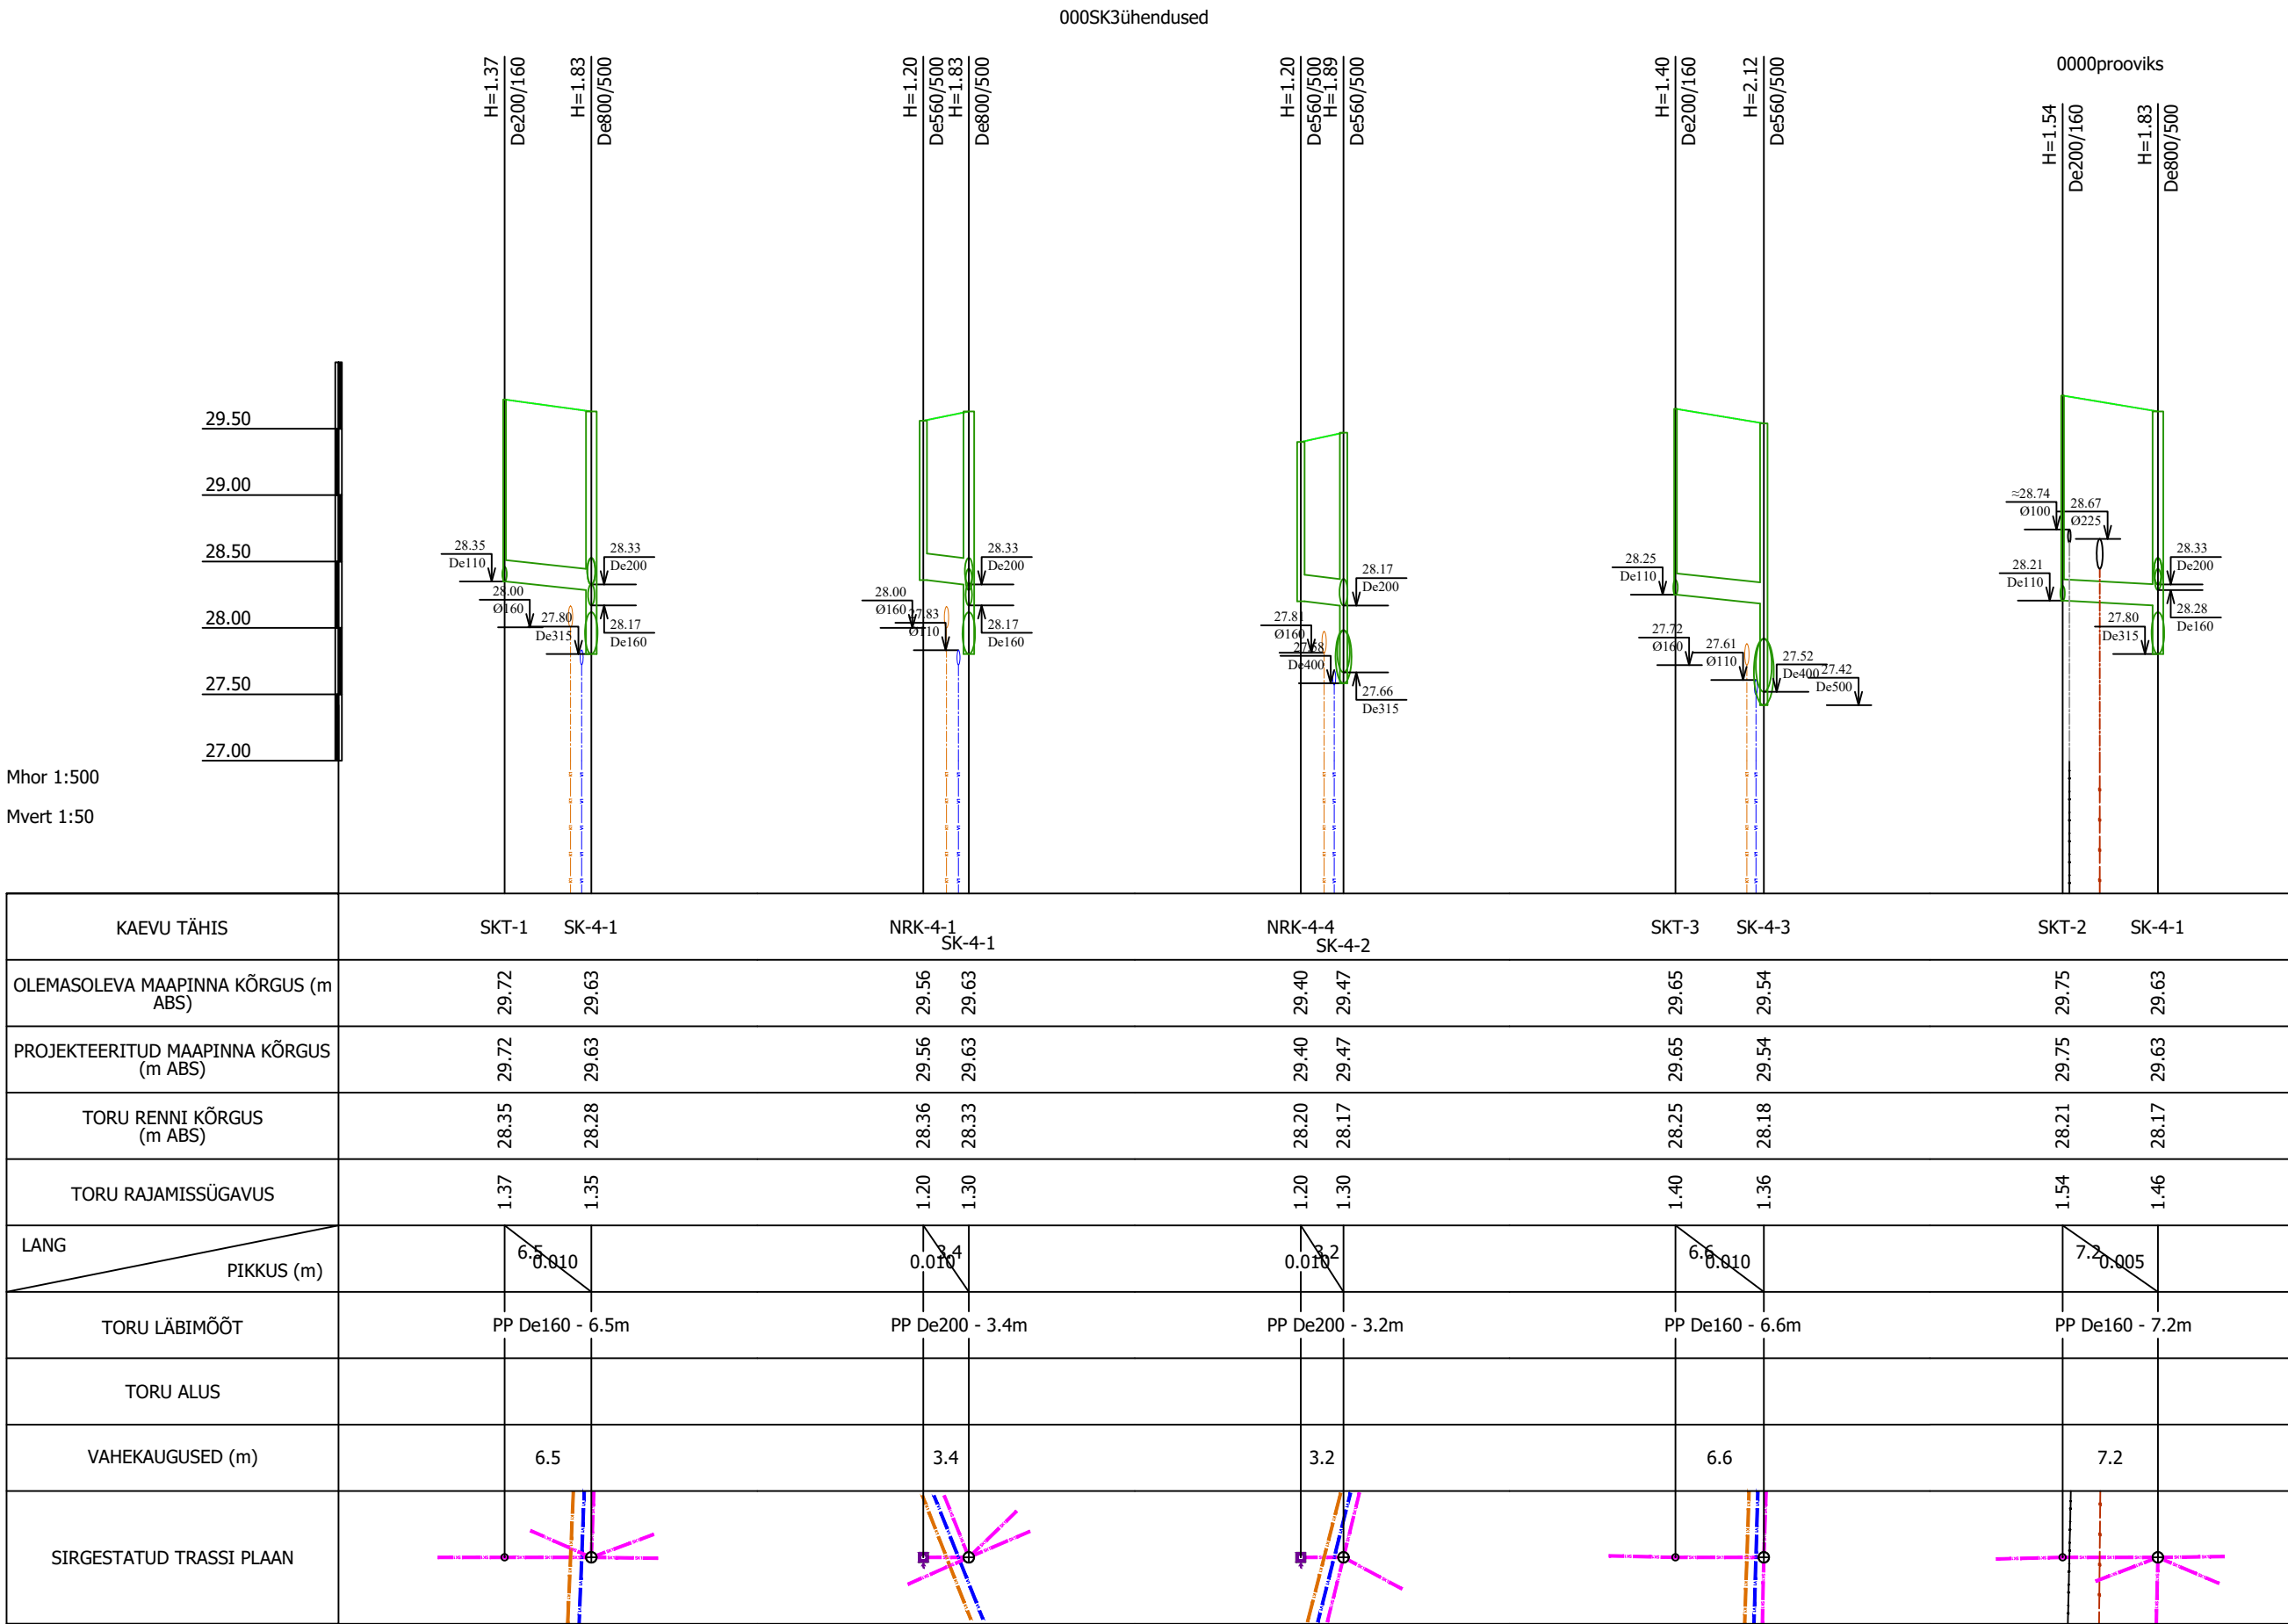 000SK3ühendused
0000prooviks
H=1.37
De200/160
H=1.83
De800/500
H=1.20
De560/500
H=1.83
De800/500
H=1.20
De560/500
H=1.89
De560/500
H=1.40
De200/160
H=2.12
De560/500
H=1.54
De200/160
H=1.83
De800/500
29.50
29.00
28.50
28.00
27.50
27.00
Mhor 1:500
Mvert 1:50
28.35
De110
28.00
Ø160
27.80
De315
28.33
De200
28.17
De160
28.00
Ø160
27.83
Ø110
28.33
De200
28.17
De160
27.81
Ø160
De400
28.17
De200
27.66
De315
28.25
De110
27.72
Ø160
27.61
Ø110
27.52
De400
27.42
De500
≈28.74
Ø100
28.67
Ø225
28.21
De110
27.80
De315
28.33
De200
28.28
De160
KAEVU TÄHIS SKT-1 SK-4-1 NRK-4-1 SK-4-1 NRK-4-4 SK-4-2 SKT-3 SK-4-3 SKT-2 SK-4-1
OLEMASOLEVA MAAPINNA KÕRGUS (m
ABS)
29.72 29.63 29.56 29.63 29.40 29.47 29.65 29.54 29.75 29.63
PROJEKTEERITUD MAAPINNA KÕRGUS
(m ABS)
29.72 29.63 29.56 29.63 29.40 29.47 29.65 29.54 29.75 29.63
TORU RENNI KÕRGUS
(m ABS)
28.35 28.28 28.36 28.33 28.20 28.17 28.25 28.18 28.21 28.17
TORU RAJAMISSÜGAVUS 1.37 1.35 1.20 1.30 1.20 1.30 1.40 1.36 1.54 1.46
LANG
PIKKUS (m)
6.5 0.010 3.4 0.010 3.2 0.010 6.6 0.010 7.2 0.005
TORU LÄBIMÕÕT PP De160 - 6.5m PP De200 - 3.4m PP De200 - 3.2m PP De160 - 6.6m PP De160 - 7.2m
TORU ALUS
VAHEKAUGUSED (m) 6.5 3.4 3.2 6.6 7.2
SIRGESTATUD TRASSI PLAAN